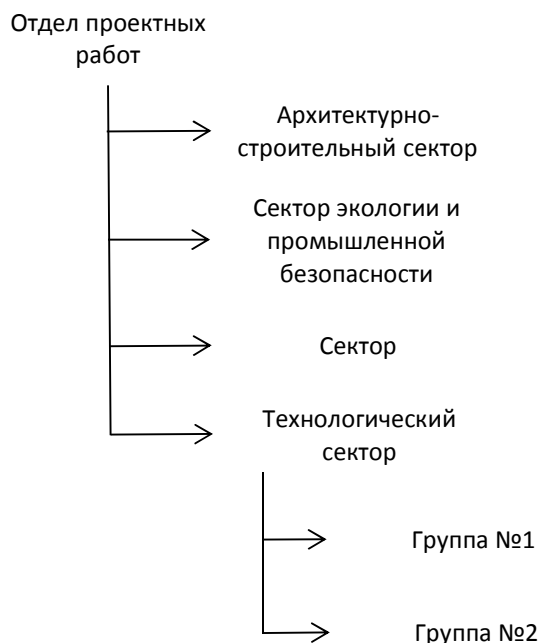 Отдел проектных
работ
Архитектурно-
строительный сектор
Сектор экологии и
промышленной
безопасности
Сектор
Технологический
сектор
Группа №1
Группа №2